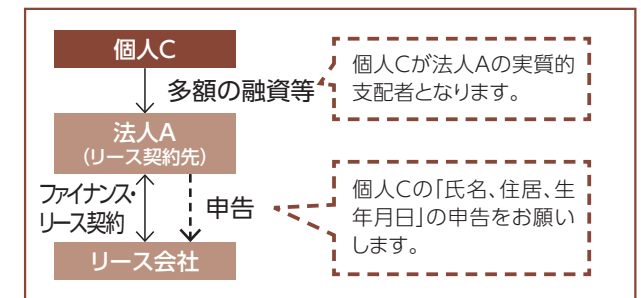 個人C
多額の融資等
個人Cが法人Aの実質的
支配者となります。
法人A
(リース契約先)
ファイナンス・
リース契約
申告
個人Cの｢氏名、住居、生
年月日｣の申告をお願い
します。
リース会社